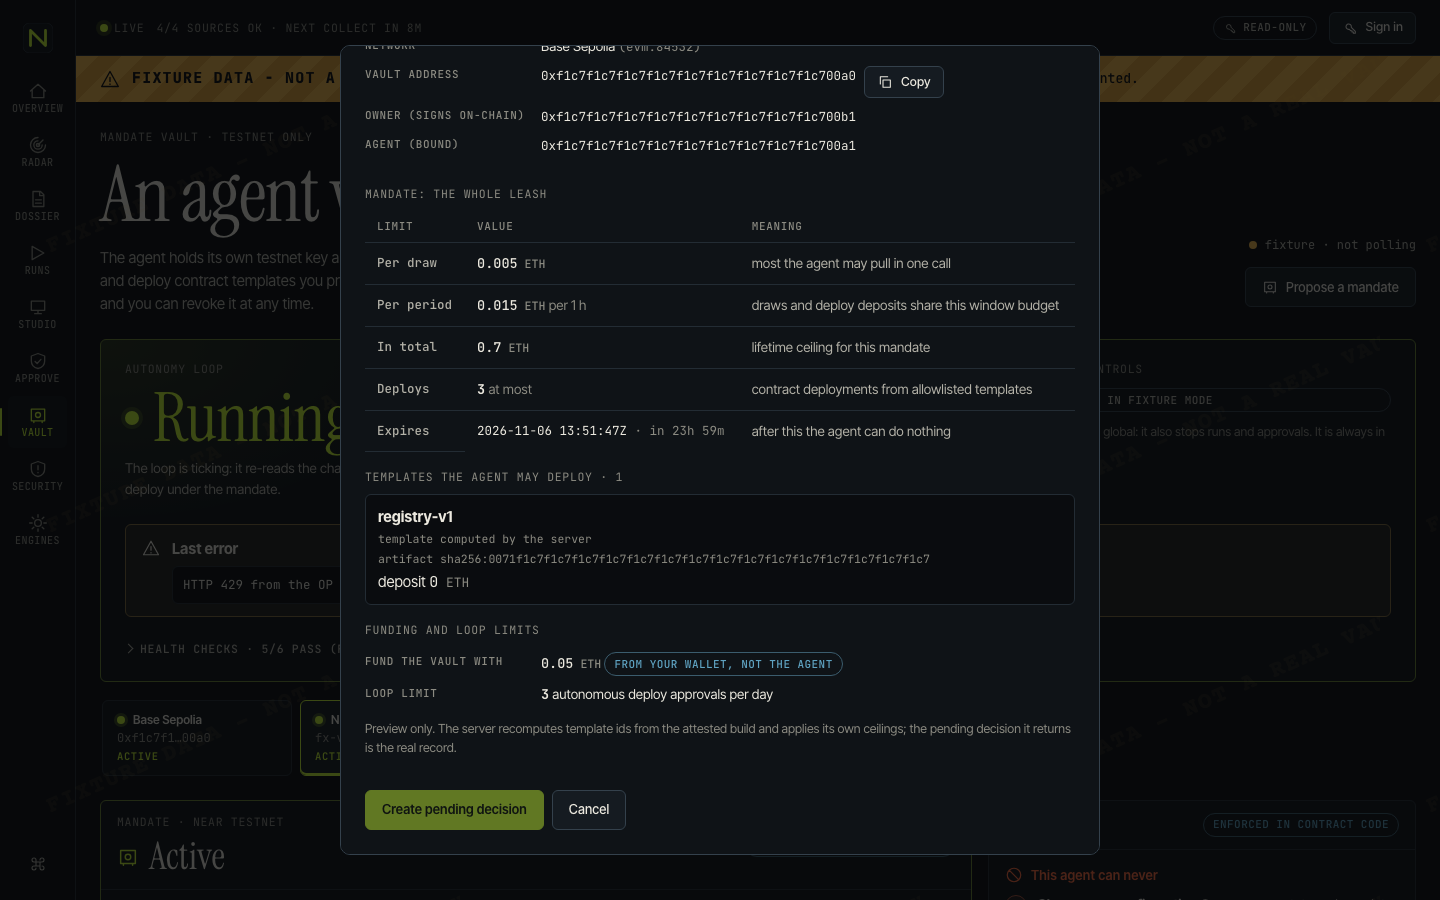 LIVE 4/4 SOURCES OK · NEXT COLLECT IN 8M
READ-ONLY
Sign in
FIXTURE DATA - NOT A
nted.
OVERVIEW
RADAR
DOSSIER
RUNS
STUDIO
APPROVE
VAULT
SECURITY
ENGINES
MANDATE VAULT · TESTNET ONLY
An agent w
The agent holds its own testnet key a
and deploy contract templates you pr
and you can revoke it at any time.
fixture · not polling
Propose a mandate
AUTONOMY LOOP
Running
The loop is ticking: it re-reads the cha
deploy under the mandate.
Last error
HTTP 429 from the OP
HEALTH CHECKS · 5/6 PASS (
NTROLS
IN FIXTURE MODE
global: it also stops runs and approvals. It is always in
Base Sepolia
0xf1c7f1…00a0
ACTIVE
N
fx-v
ACTI
MANDATE · NEAR TESTNET
Active
ENFORCED IN CONTRACT CODE
This agent can never
NETWORK Base Sepolia (evm:84532)
VAULT ADDRESS 0xf1c7f1c7f1c7f1c7f1c7f1c7f1c7f1c7f1c700a0 Copy
OWNER (SIGNS ON-CHAIN) 0xf1c7f1c7f1c7f1c7f1c7f1c7f1c7f1c7f1c700b1
AGENT (BOUND) 0xf1c7f1c7f1c7f1c7f1c7f1c7f1c7f1c7f1c700a1
MANDATE: THE WHOLE LEASH
LIMIT VALUE MEANING
Per draw 0.005 ETH most the agent may pull in one call
Per period 0.015 ETH per 1 h draws and deploy deposits share this window budget
In total 0.7 ETH lifetime ceiling for this mandate
Deploys 3 at most contract deployments from allowlisted templates
Expires 2026-11-06 13:51:47Z · in 23h 59m after this the agent can do nothing
TEMPLATES THE AGENT MAY DEPLOY · 1
registry-v1
template computed by the server
artifact sha256:0071f1c7f1c7f1c7f1c7f1c7f1c7f1c7f1c7f1c7f1c7f1c7f1c7f1c7f1c7f1c7
deposit 0 ETH
FUNDING AND LOOP LIMITS
FUND THE VAULT WITH 0.05 ETH FROM YOUR WALLET, NOT THE AGENT
LOOP LIMIT 3 autonomous deploy approvals per day
Preview only. The server recomputes template ids from the attested build and applies its own ceilings; the pending decision it returns
is the real record.
Create pending decision
Cancel